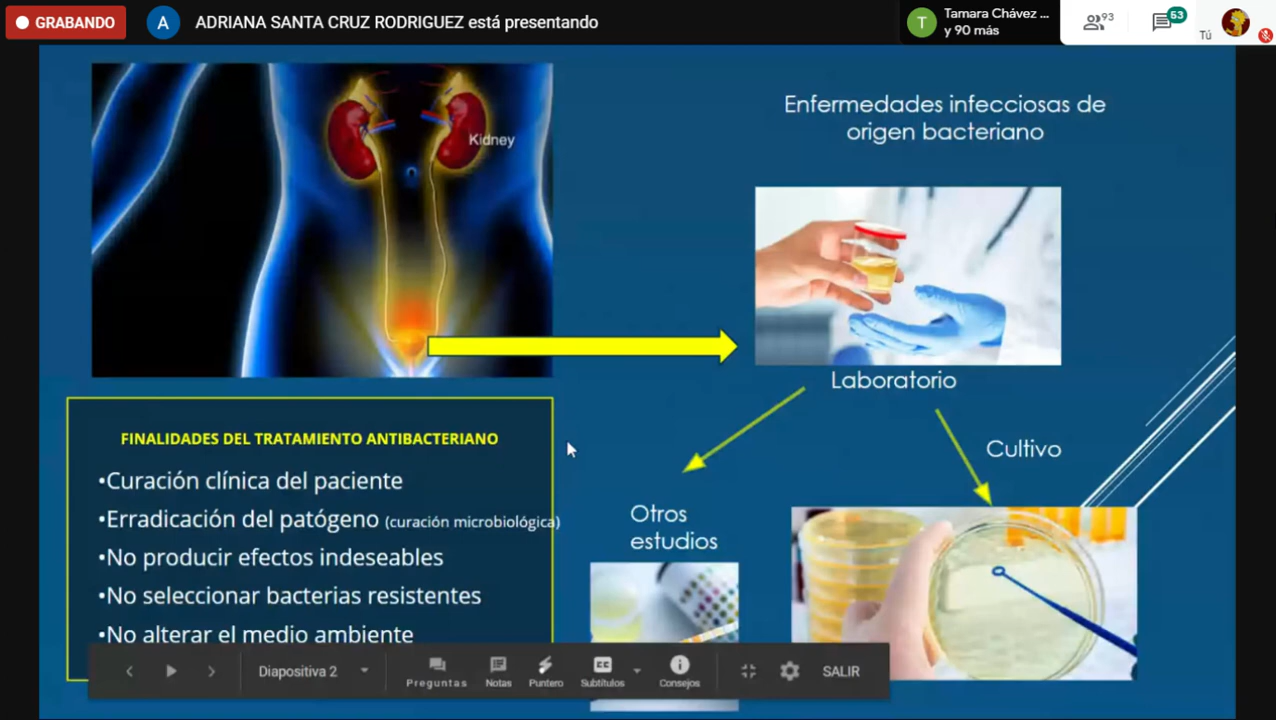 GRABANDO
A
ADRIANA SANTA CRUZ RODRIGUEZ está presentando
T
Tamara Chávez ...
y 90 más
93
53
Tú
Kidney
Enfermedades infecciosas de
origen bacteriano
Laboratorio
Cultivo
Otros
estudios
FINALIDADES DEL TRATAMIENTO ANTIBACTERIANO
•Curación clínica del paciente
•Erradicación del patógeno (curación microbiológica)
•No producir efectos indeseables
•No seleccionar bacterias resistentes
•No alterar el medio ambiente
Diapositiva 2
Preguntas
Notas
Puntero
CC
Subtítulos
Consejos
SALIR